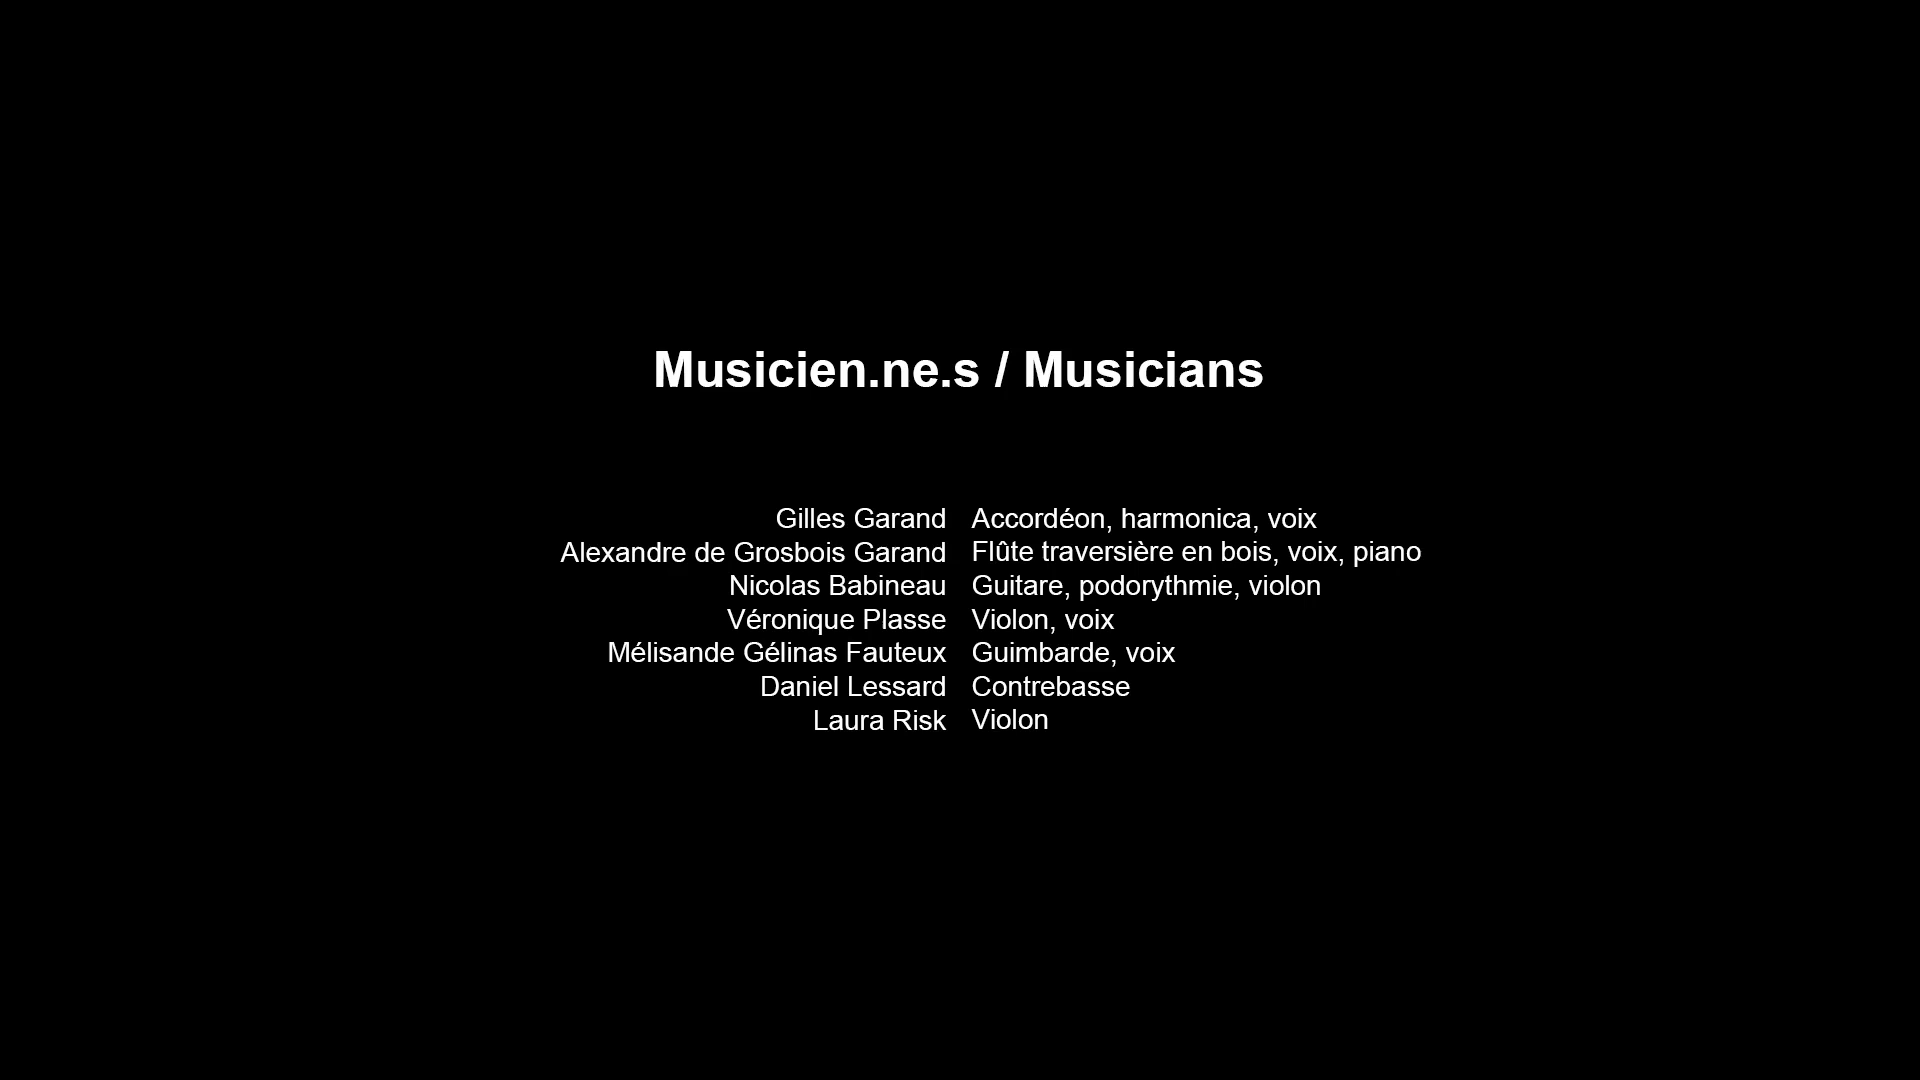 Musicien.ne.s / Musicians
Gilles Garand Accordéon, harmonica, voix
Alexandre de Grosbois Garand Flûte traversière en bois, voix, piano
Nicolas Babineau Guitare, podorythmie, violon
Véronique Plasse Violon, voix
Mélisande Gélinas Fauteux Guimbarde, voix
Daniel Lessard Contrebasse
Laura Risk Violon